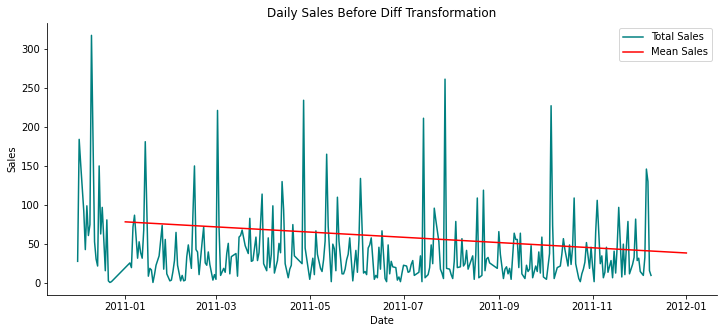 Daily Sales Before Diff Transformation
Total Sales
Mean Sales
Sales
300
250
200
150
100
50
0
2011-01 2011-03 2011-05 2011-07 2011-09 2011-11 2012-01
Date